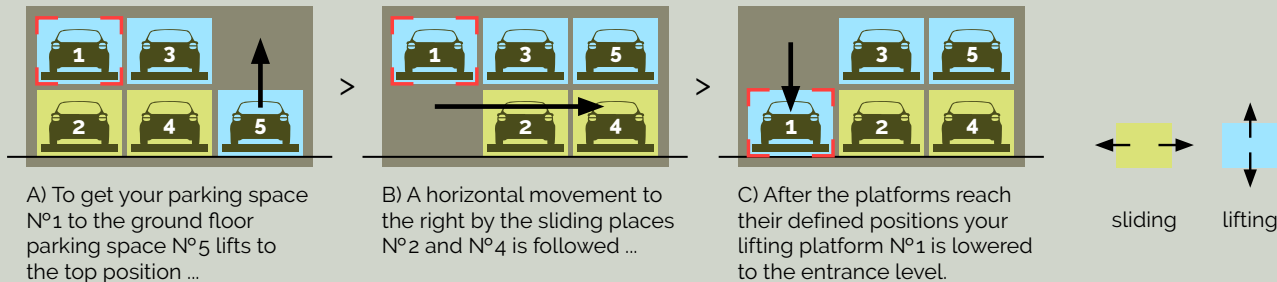 1 3
2 4 5
>
1 3 5
2 4
>
3 5
1 2 4
A) To get your parking space
Nº1 to the ground floor
parking space Nº5 lifts to
the top position ...
B) A horizontal movement to
the right by the sliding places
Nº2 and Nº4 is followed ...
C) After the platforms reach
their defined positions your
lifting platform Nº1 is lowered
to the entrance level.
sliding
lifting